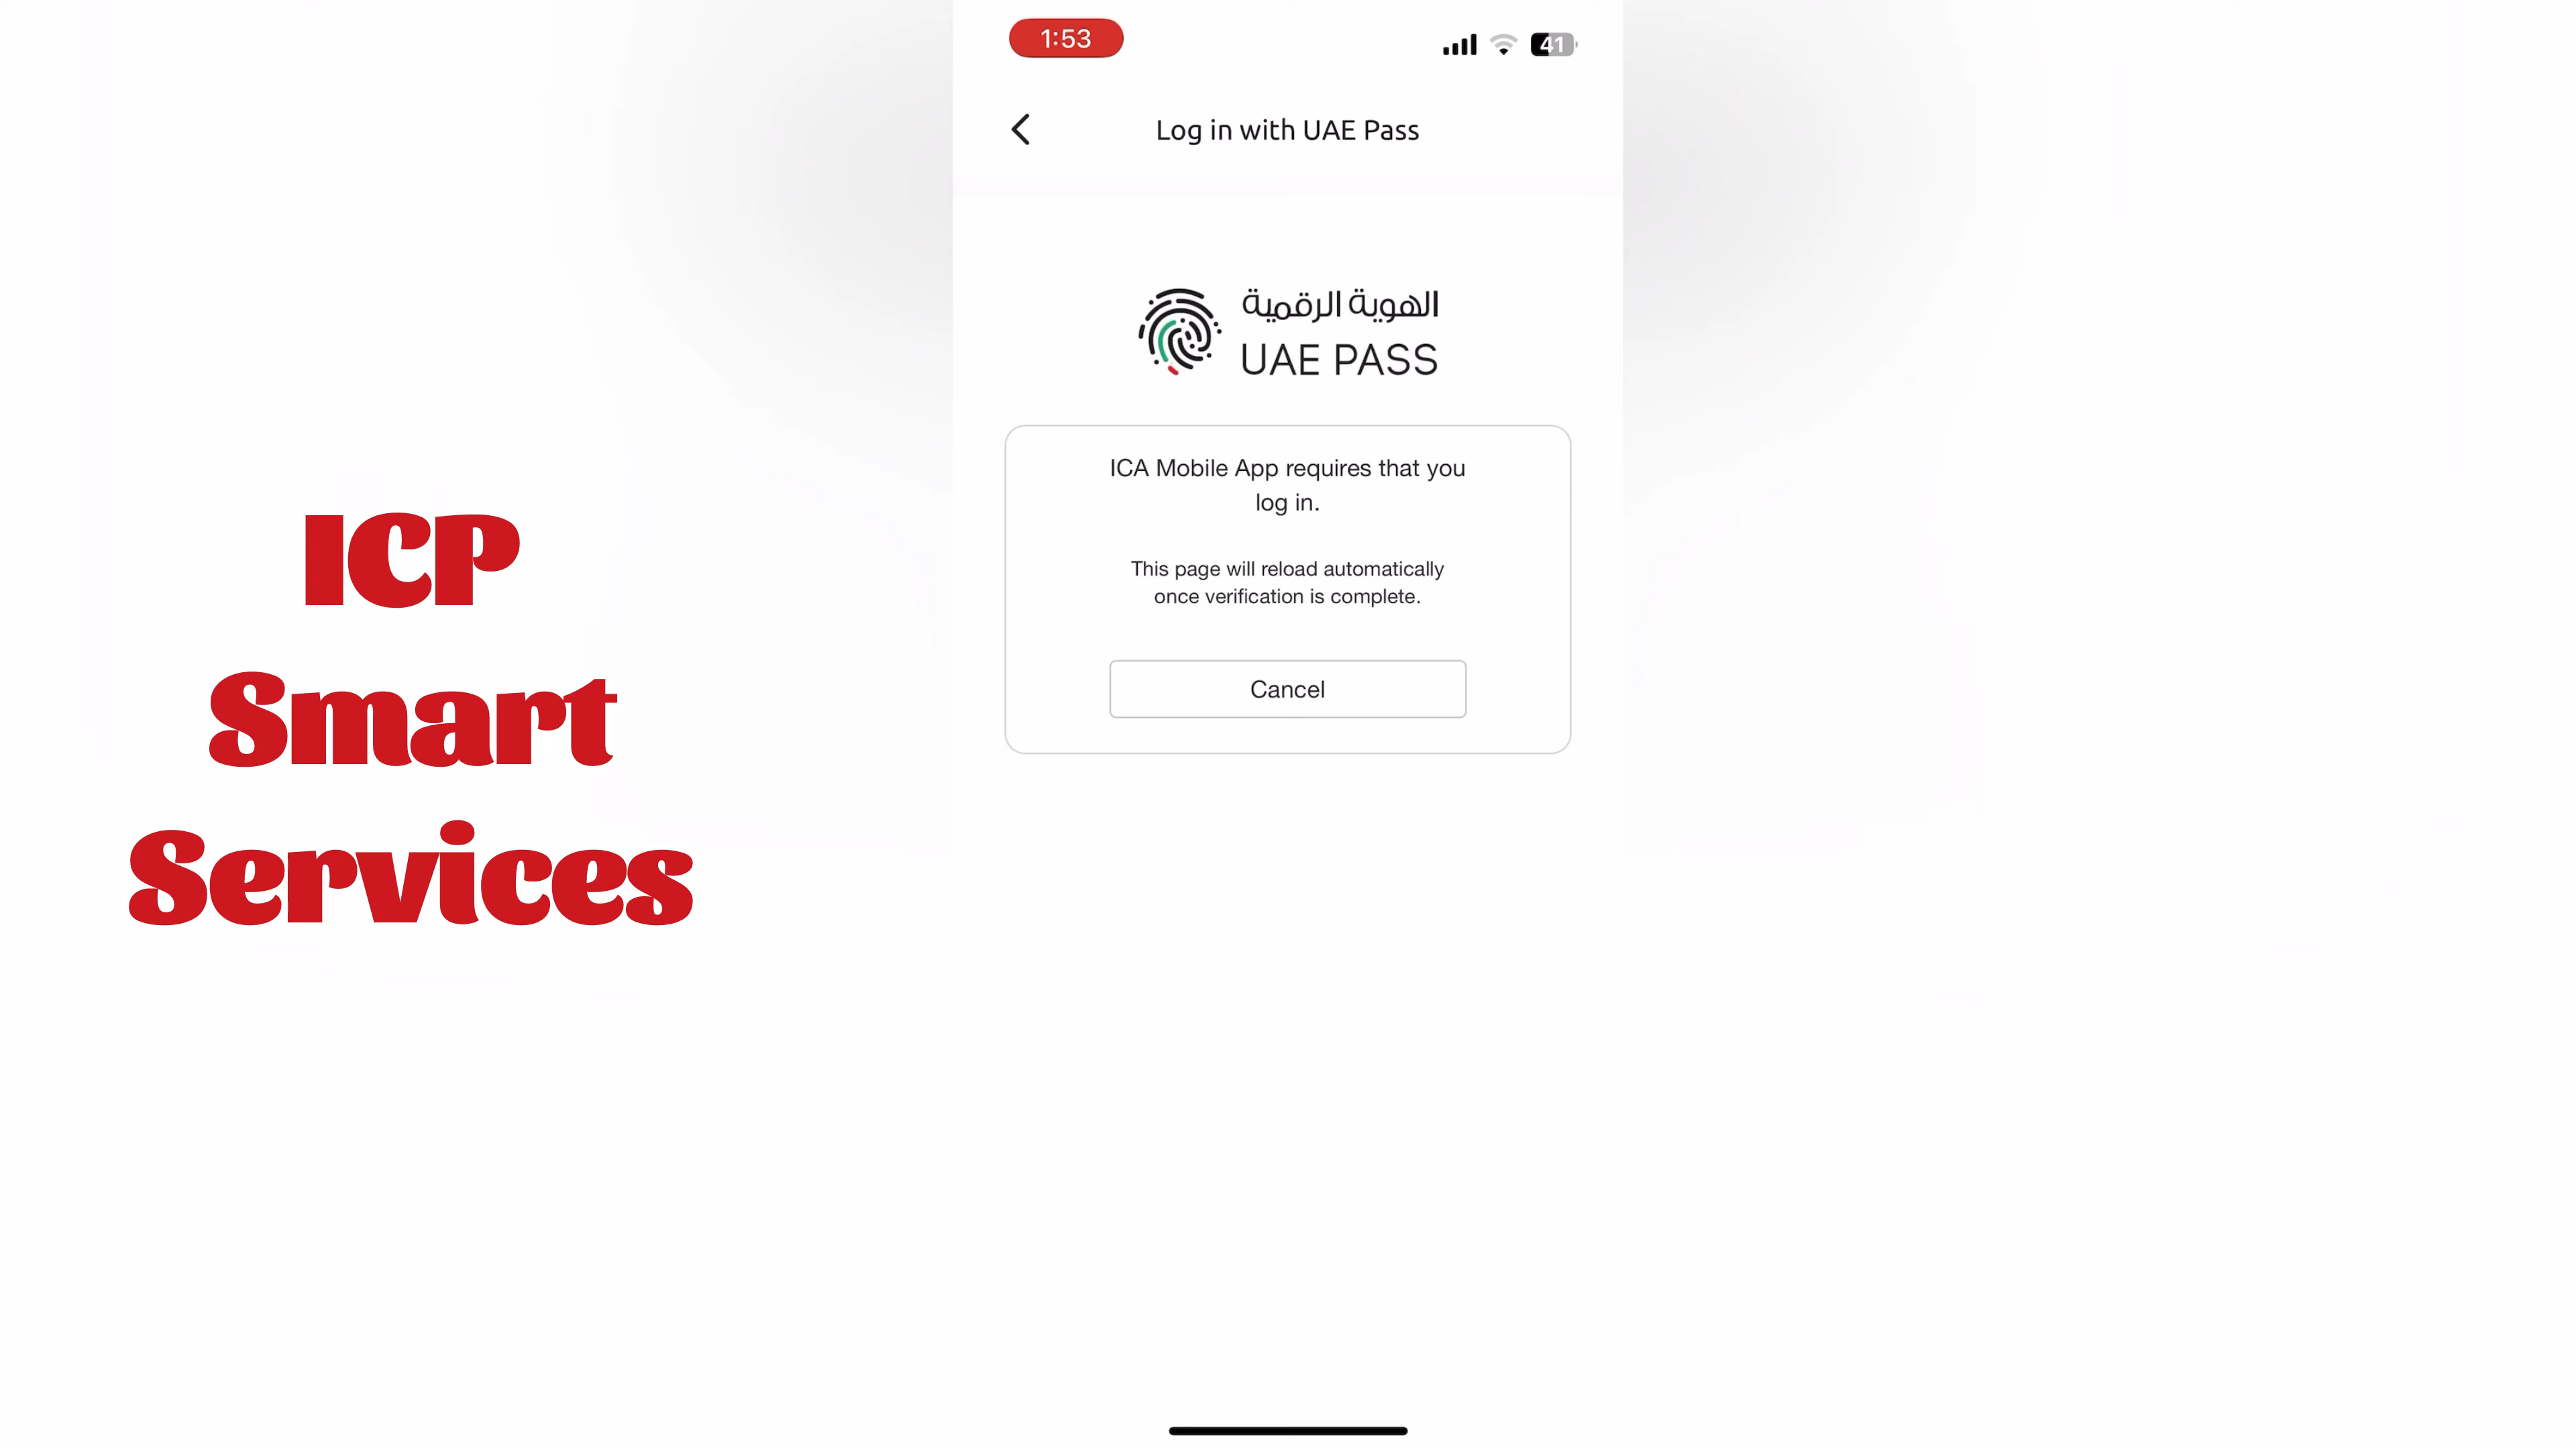 1:53
41
Log in with UAE Pass
الهوية الرقمية
UAE PASS
ICA Mobile App requires that you
log in.
This page will reload automatically
once verification is complete.
Cancel
ICP
Smart
Services